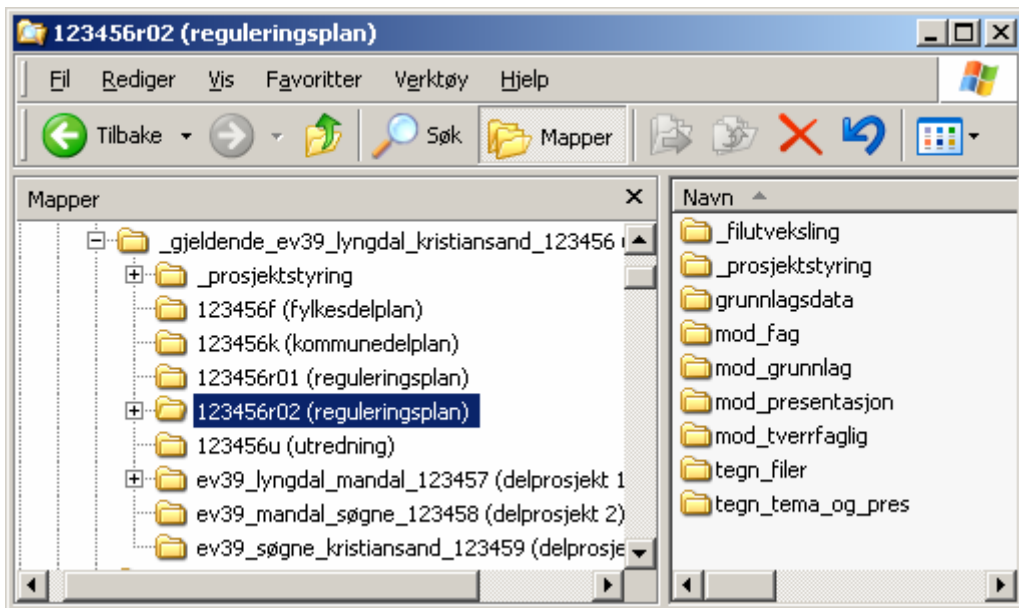 123456r02 (reguleringsplan)
Fil Rediger Vis Favoritter Verktøy Hjelp
Tilbake Søk Mapper
Mapper
_gjeldende_ev39_lyngdal_kristiansand_123456
_prosjektstyring
123456f (fylkesdelplan)
123456k (kommunedelplan)
123456r01 (reguleringsplan)
123456r02 (reguleringsplan)
123456u (utredning)
ev39_lyngdal_mandal_123457 (delprosjekt 1
ev39_mandal_søgne_123458 (delprosjekt 2)
ev39_søgne_kristiansand_123459 (delprosje
Navn
_filutveksling
_prosjektstyring
grunnlagsdata
mod_fag
mod_grunnlag
mod_presentasjon
mod_tverrfaglig
tegn_filer
tegn_tema_og_pres